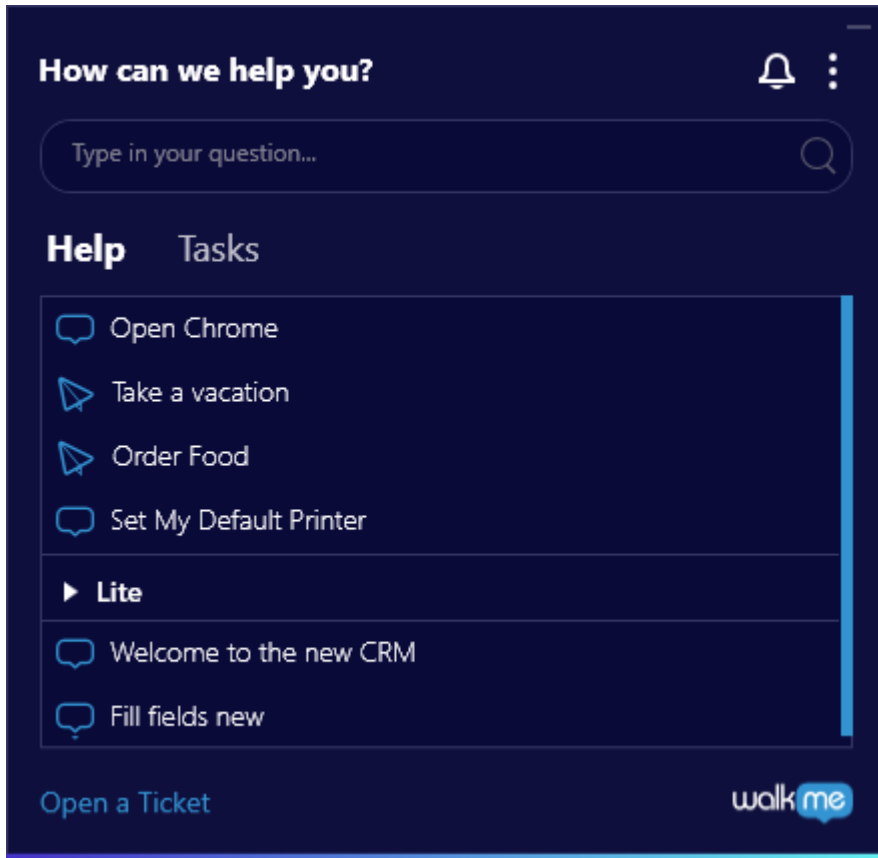 How can we help you?
Type in your question...
Help Tasks
Open Chrome
Take a vacation
Order Food
Set My Default Printer
Lite
Welcome to the new CRM
Fill fields new
Open a Ticket
walkme